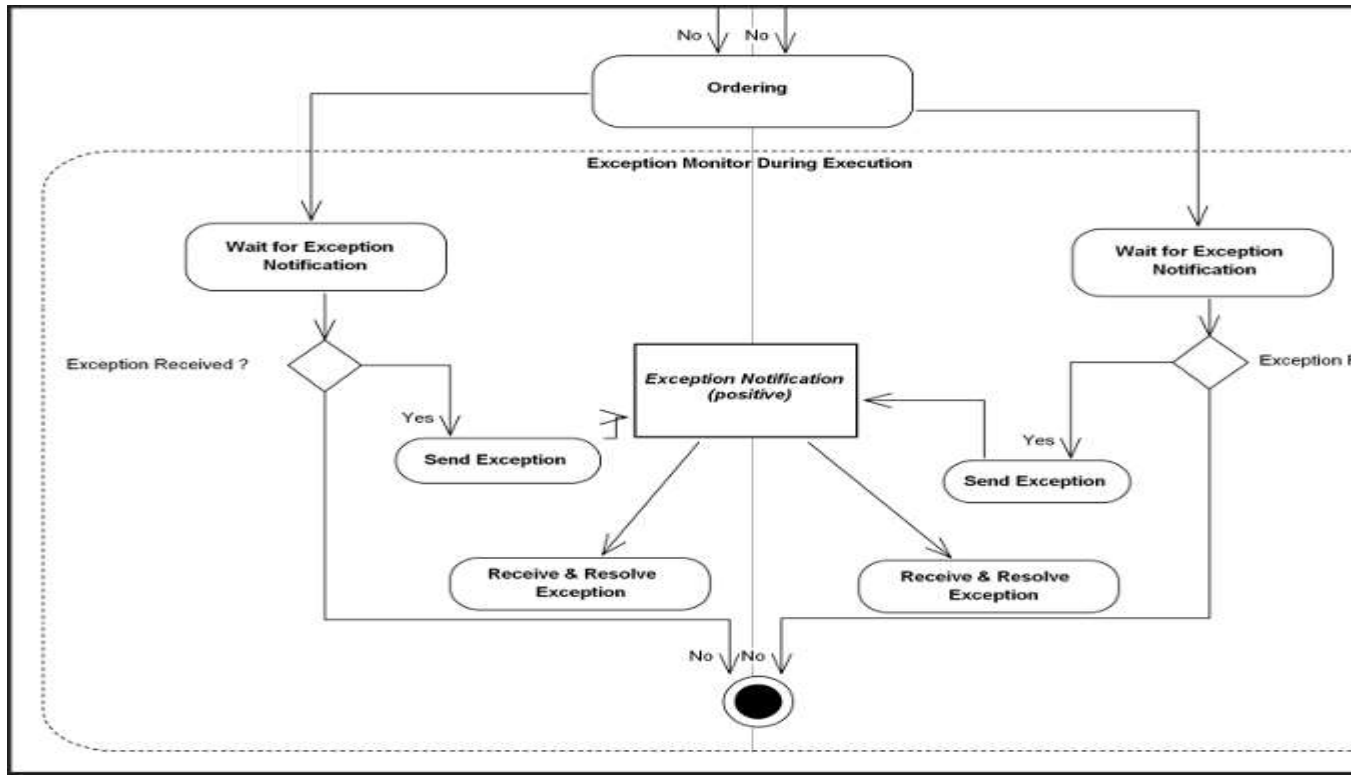 No No
Ordering
Exception Monitor During Execution
Wait for Exception
Notification
Wait for Exception
Notification
Exception Received ?
Exception Notification
(positive)
Exception
Yes
Send Exception
Yes
Send Exception
Receive & Resolve
Exception
Receive & Resolve
Exception
No No